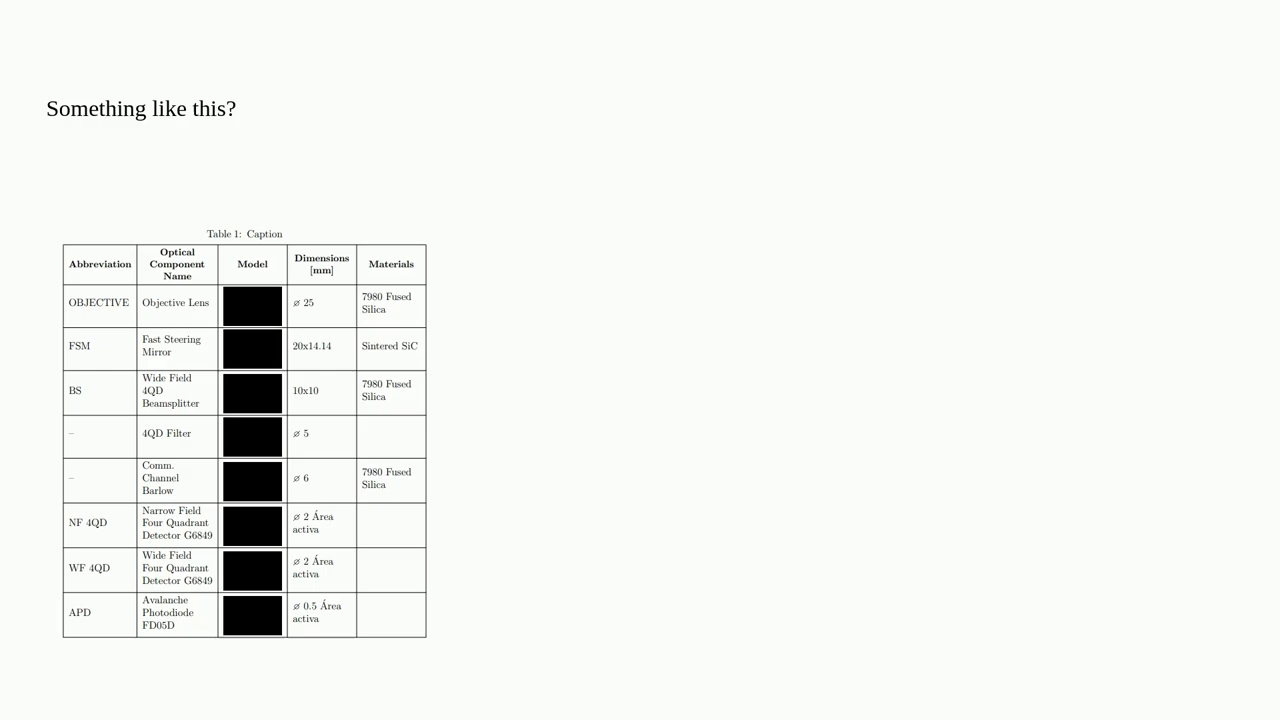 Something like this?
Table 1: Caption
Abbreviation
Optical
Component
Name
Model
Dimensions
[mm]
Materials
OBJECTIVE
Objective Lens
⌀ 25
7980 Fused
Silica
FSM
Fast Steering
Mirror
20x14.14
Sintered SiC
BS
Wide Field
4QD
Beamsplitter
10x10
7980 Fused
Silica
–
4QD Filter
⌀ 5
–
Comm.
Channel
Barlow
⌀ 6
7980 Fused
Silica
NF 4QD
Narrow Field
Four Quadrant
Detector G6849
⌀ 2 Área
activa
WF 4QD
Wide Field
Four Quadrant
Detector G6849
⌀ 2 Área
activa
APD
Avalanche
Photodiode
FD05D
⌀ 0.5 Área
activa